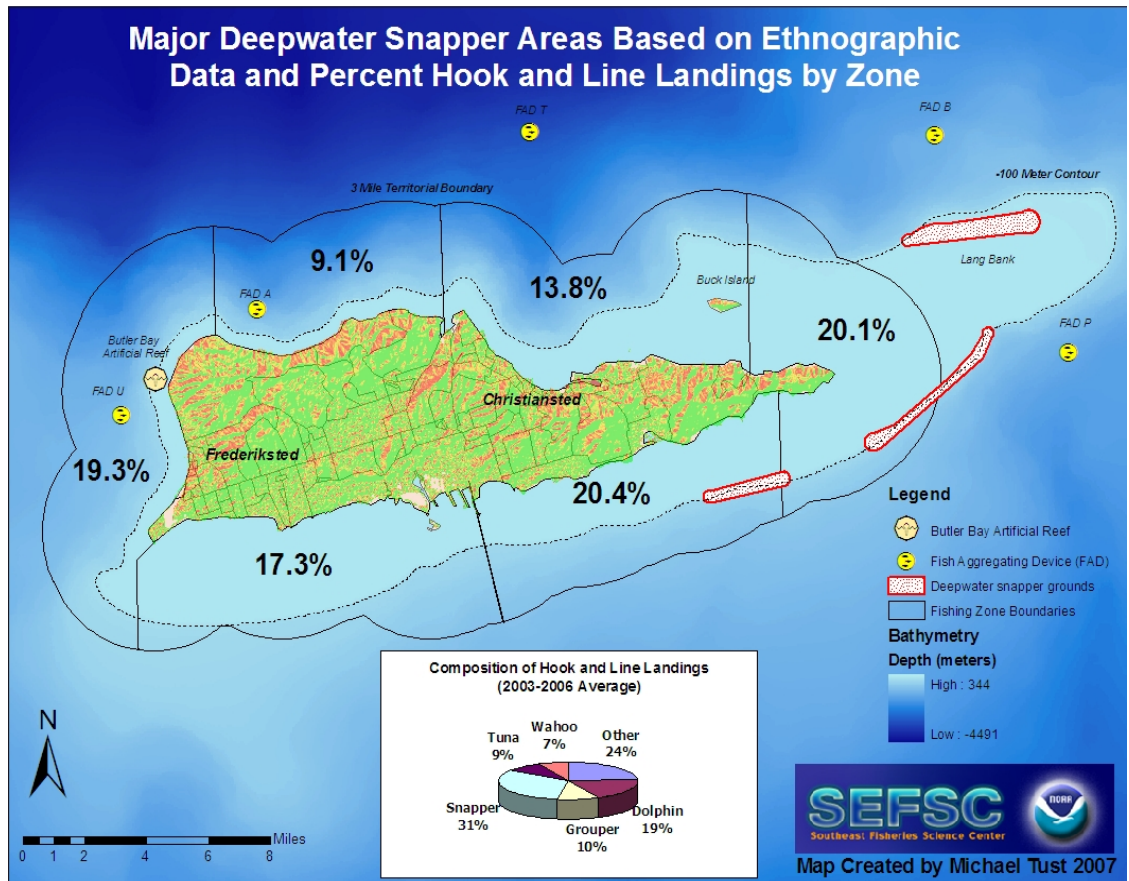 Major Deepwater Snapper Areas Based on Ethnographic
Data and Percent Hook and Line Landings by Zone
FAD T
FAD B
3 Mile Territorial Boundary
-100 Meter Contour
9.1%
13.8%
Lang Bank
Buck Island
FAD A
20.1%
FAD P
Butler Bay
Artificial Reef
FAD U
Christiansted
Frederiksted
19.3%
20.4%
17.3%
Legend
Butler Bay Artificial Reef
Fish Aggregating Device (FAD)
Deepwater snapper grounds
Fishing Zone Boundaries
Bathymetry
Depth (meters)
High : 344
Low : -4491
Composition of Hook and Line Landings
(2003-2006 Average)
Wahoo
7%
Other
24%
Tuna
9%
Snapper
31%
Grouper
10%
Dolphin
19%
N
Miles
0 1 2 4 6 8
SEFSC
Southeast Fisheries Science Center
NOAA
Map Created by Michael Tust 2007